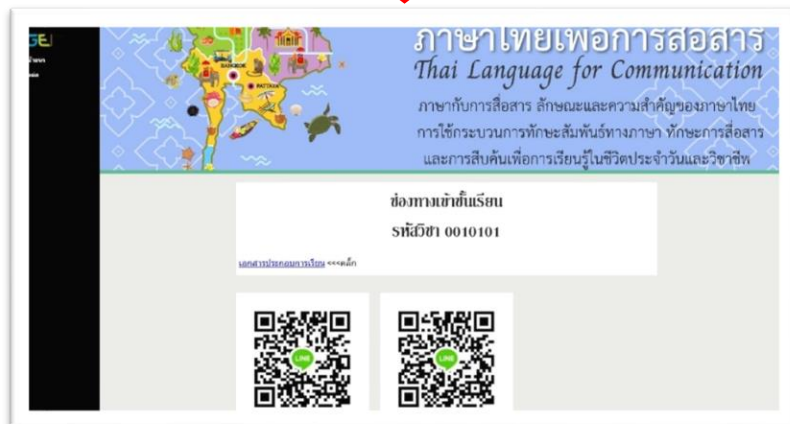 GE
ภาษาไทยเพื่อการสื่อสาร
Thai Language for Communication
BANGKOK
PATTAYA
ภาษากับการสื่อสาร ลักษณะและความสำคัญของภาษาไทย
การใช้กระบวนการทักษะสัมพันธ์ทางภาษา ทักษะการสื่อสาร
และการสืบค้นเพื่อการเรียนรู้ในชีวิตประจำวันและวิชาชีพ
ช่องทางเข้าชั้นเรียน
รหัสวิชา 0010101
เอกสารประกอบการเรียน <<<คลิ๊ก
LINE LINE